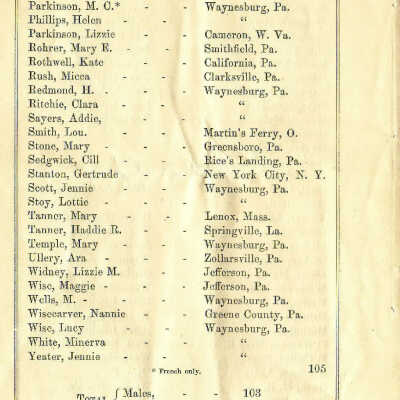 Parkinson, M. C.* - - Waynesburg, Pa.
Phillips, Helen - - "
Parkinson, Lizzie - - Cameron, W. Va.
Rohrer, Mary E. - - - Smithfield, Pa.
Rothwell, Kate - - California, Pa.
Rush, Micca - - - Clarksville, Pa.
Redmond, H. - - - Waynesburg, Pa.
Ritchie, Clara - - "
Sayers, Addie, - - "
Smith, Lou. - - Martin's Ferry, O.
Stone, Mary - - - Greensboro, Pa.
Sedgwick, Cill - - Rice's Landing, Pa.
Stanton, Gertrude - - New York City, N. Y.
Scott, Jennie - - Waynesburg, Pa.
Stoy, Lottie - - - "
Tanner, Mary - - Lenox, Mass.
Tanner, Haddie R. - - Springville, La.
Temple, Mary - - Waynesburg, Pa.
Ullery, Ara - - - Zollarsville, Pa.
Widney, Lizzie M. - - Jefferson, Pa.
Wise, Maggie - - - Jefferson, Pa.
Wells, M. - - - Waynesburg, Pa.
Wisecarver, Nannie - - Greene County, Pa.
Wise, Lucy - - Waynesburg, Pa.
White, Minerva - - "
Yeater, Jennie - - "
* French only. 105
Total { Males, - - 103